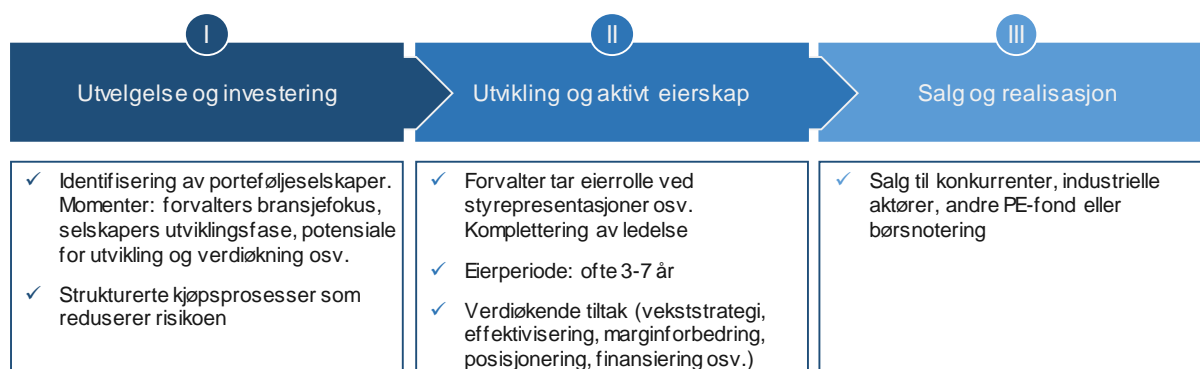 I
Utvelgelse og investering
II
Utvikling og aktivt eierskap
III
Salg og realisasjon
✓ Identifisering av porteføljeselskaper.
Momenter: forvalters bransjefokus,
selskapers utviklingsfase, potensiale
for utvikling og verdiøkning osv.
✓ Strukturerte kjøpsprosesser som
reduserer risikoen
✓ Forvalter tar eierrolle ved
styrepresentasjoner osv.
Komplettering av ledelse
✓ Eierperiode: ofte 3-7 år
✓ Verdiøkende tiltak (vekststrategi,
effektivisering, marginforbedring,
posisjonering, finansiering osv.)
✓ Salg til konkurrenter, industrielle
aktører, andre PE-fond eller
børsnotering